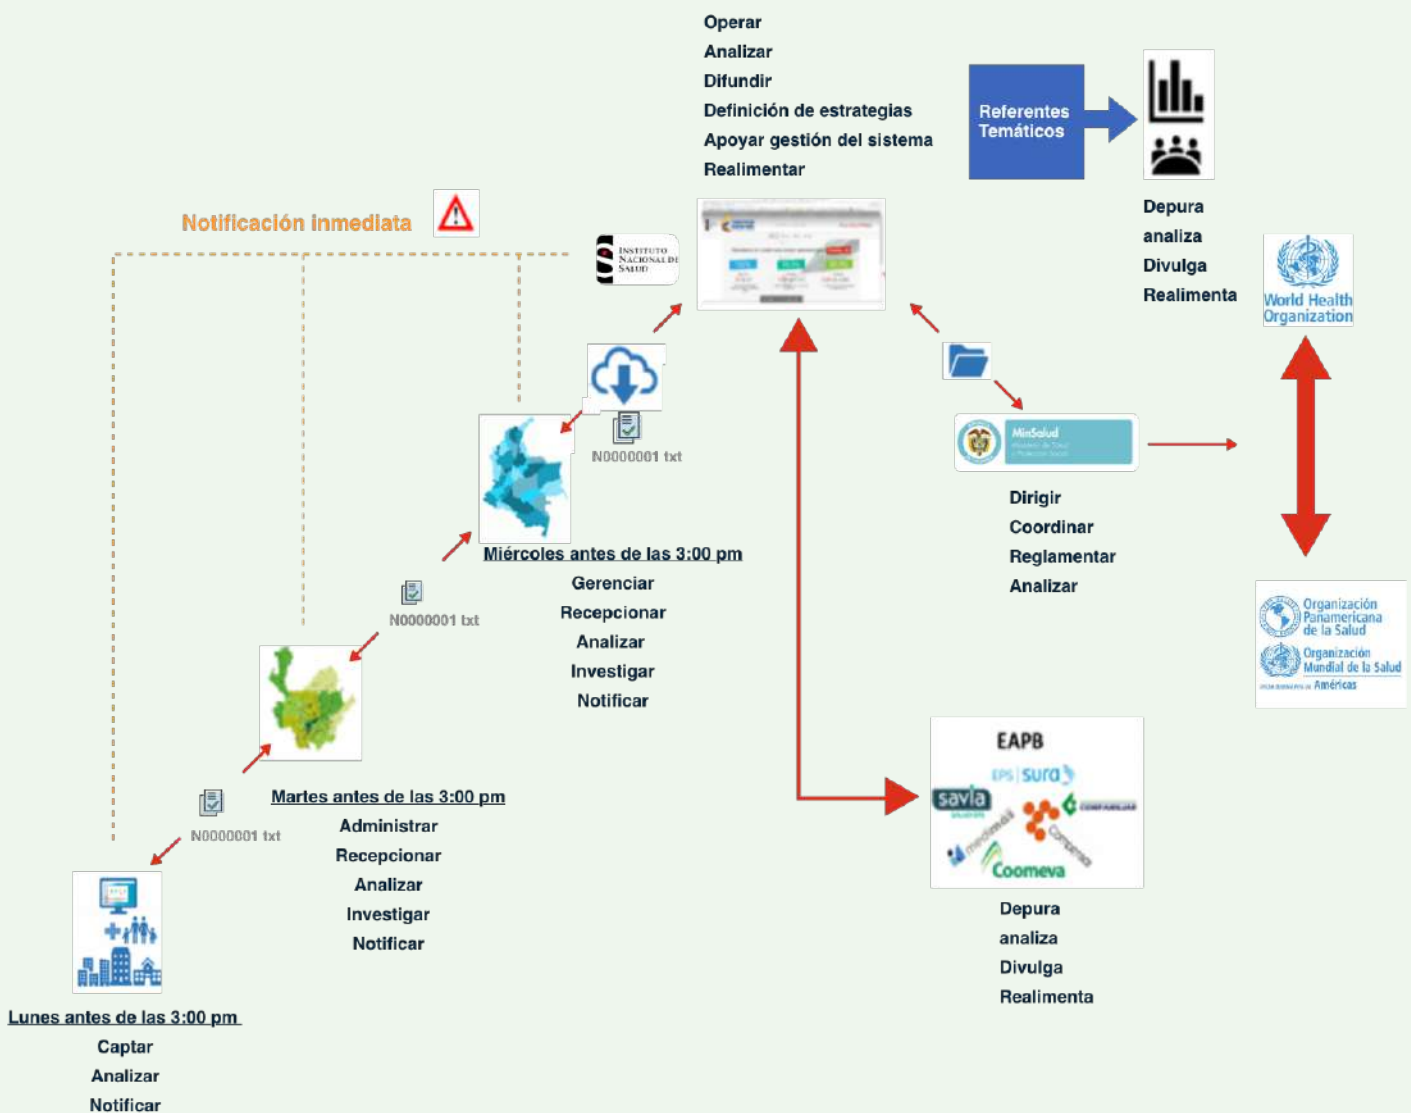 Operar
Analizar
Difundir
Definición de estrategias
Apoyar gestión del sistema
Realimentar
Referentes
Temáticos
Depura
analiza
Divulga
Realimenta
Notificación inmediata
INSTITUTO
NACIONAL DE
SALUD
World Health
Organization
N0000001 txt
MinSalud
Dirigir
Coordinar
Reglamentar
Analizar
Miércoles antes de las 3:00 pm
Gerenciar
Recepcionar
Analizar
Investigar
Notificar
N0000001 txt
Organización
Panamericana
de la Salud
Organización
Mundial de la Salud
Américas
EAPB
EPS sura
savia
medimás
Compensar
Coomeva
Depura
analiza
Divulga
Realimenta
Martes antes de las 3:00 pm
Administrar
Recepcionar
Analizar
Investigar
Notificar
N0000001 txt
Lunes antes de las 3:00 pm
Captar
Analizar
Notificar